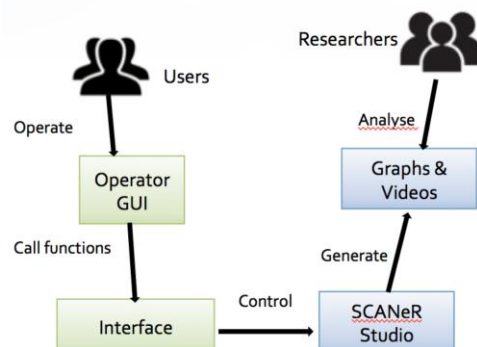 Researchers
Users
Operate
Analyse
Operator
GUI
Graphs &
Videos
Call functions
Generate
Control
Interface
SCANeR
Studio